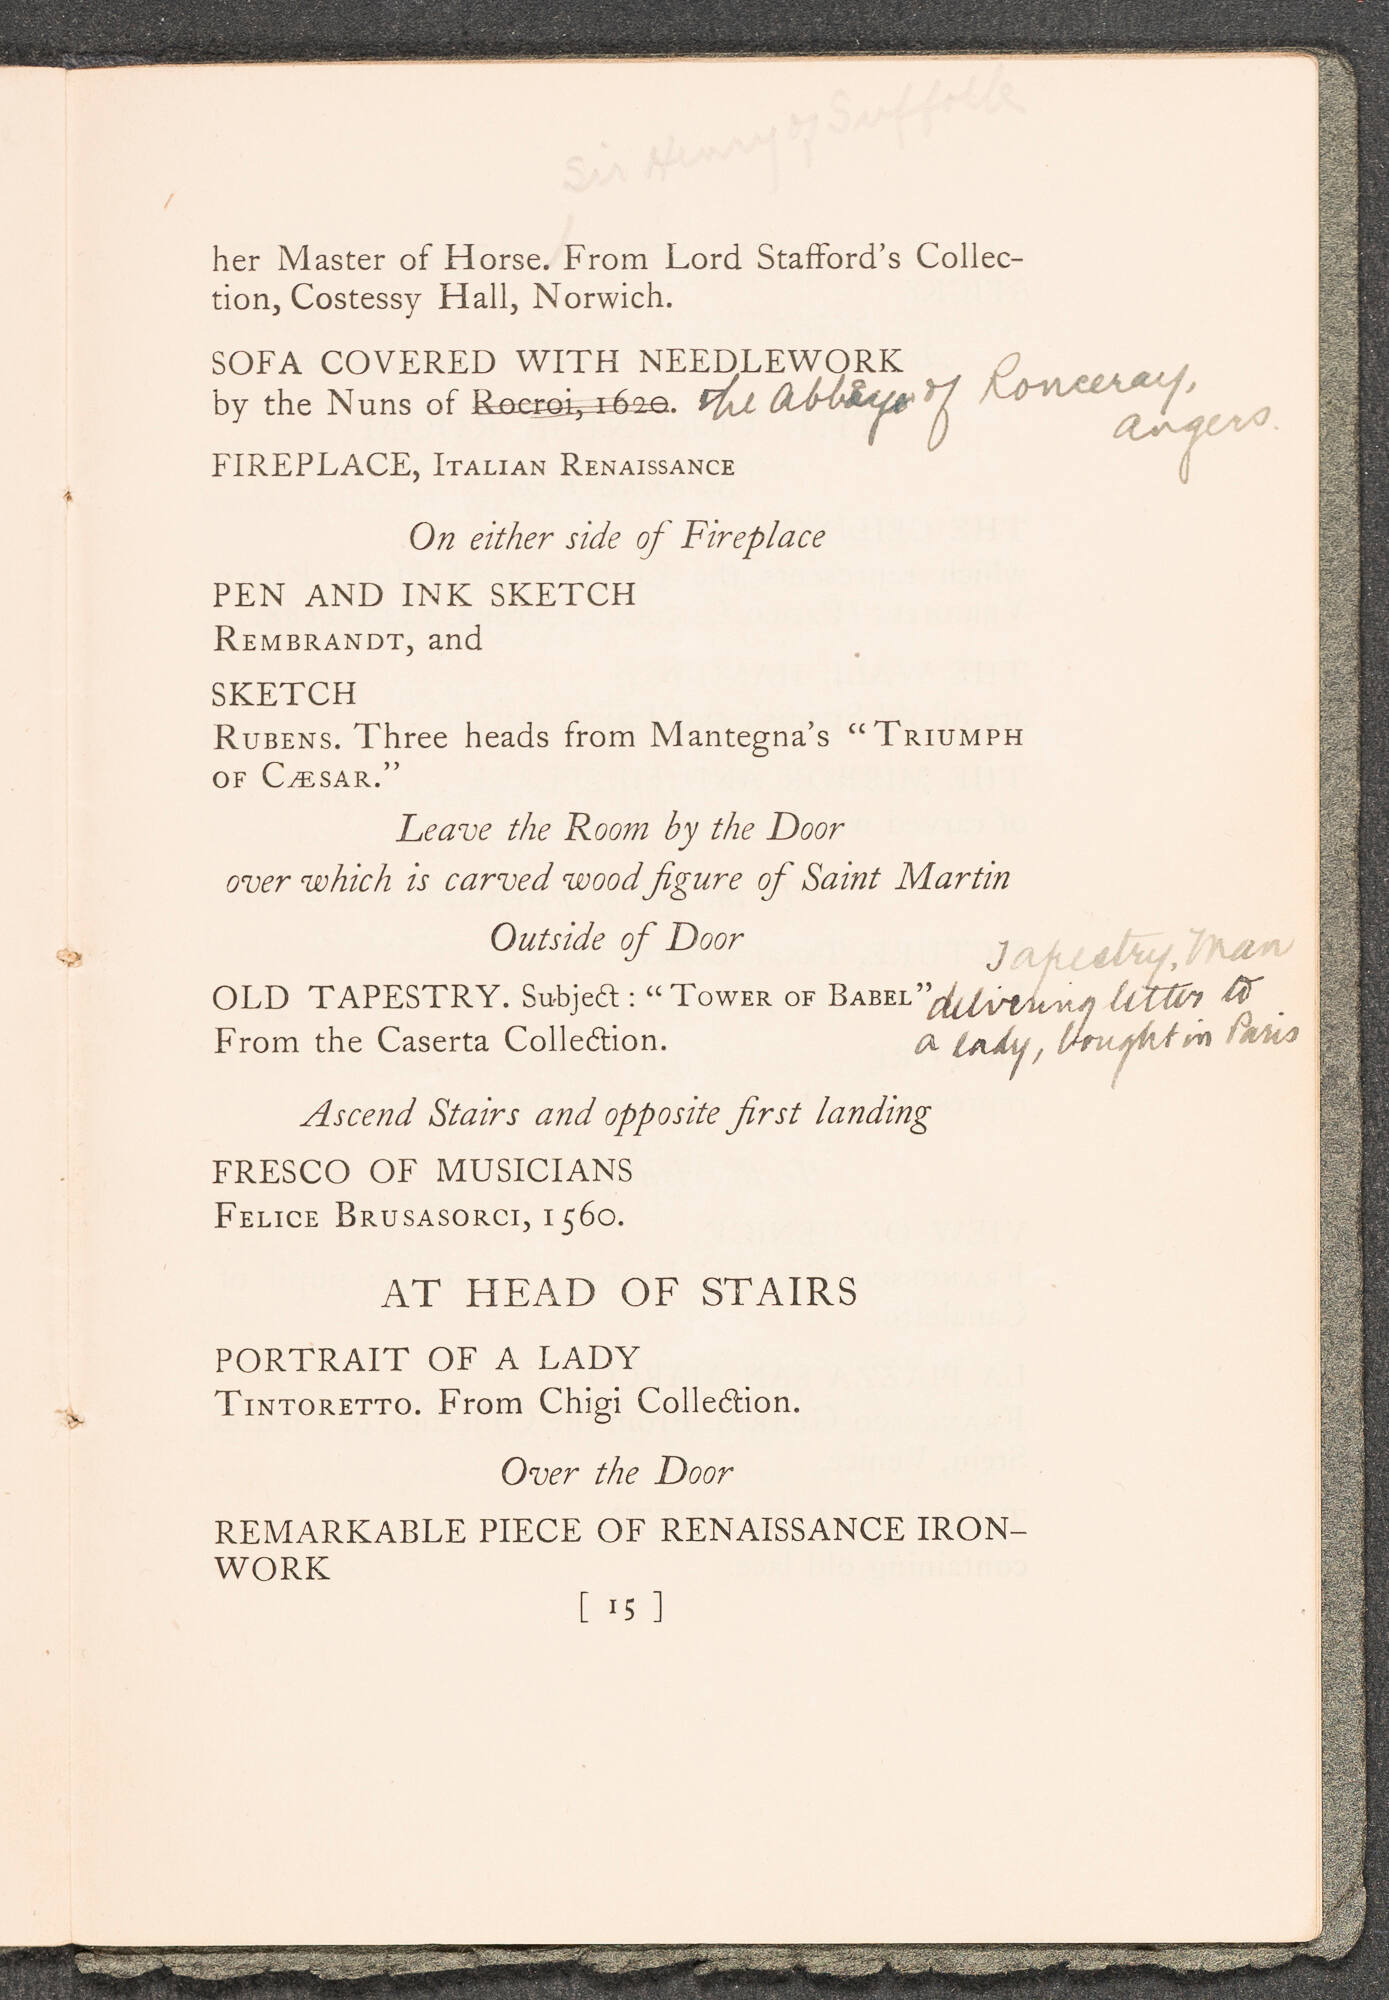 Sir Henry of Suffolk
her Master of Horse. From Lord Stafford's Collec-
tion, Costessy Hall, Norwich.
SOFA COVERED WITH NEEDLEWORK
by the Nuns of Rocroi, 1620. the Abbaye of Ronceray,
Angers.
FIREPLACE, ITALIAN RENAISSANCE
On either side of Fireplace
PEN AND INK SKETCH
REMBRANDT, and
SKETCH
RUBENS. Three heads from Mantegna's “TRIUMPH
OF CÆSAR.”
Leave the Room by the Door
over which is carved wood figure of Saint Martin
Outside of Door
Tapestry, Man
OLD TAPESTRY. Subject : “TOWER OF BABEL” delivering letter to
From the Caserta Collection. a lady, bought in Paris
Ascend Stairs and opposite first landing
FRESCO OF MUSICIANS
FELICE BRUSASORCI, 1560.
AT HEAD OF STAIRS
PORTRAIT OF A LADY
TINTORETTO. From Chigi Collection.
Over the Door
REMARKABLE PIECE OF RENAISSANCE IRON-
WORK
[ 15 ]